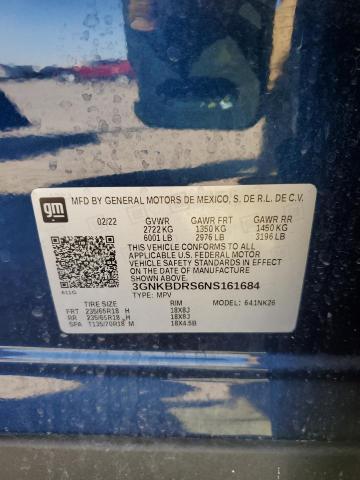 gm
MFD BY GENERAL MOTORS DE MEXICO, S. DE R.L. DE C.V.
02/22 GVWR GAWR FRT GAWR RR
2722 KG 1350 KG 1450 KG
6001 LB 2976 LB 3196 LB
THIS VEHICLE CONFORMS TO ALL
APPLICABLE U.S. FEDERAL MOTOR
VEHICLE SAFETY AND THEFT
PREVENTION STANDARDS IN EFFECT
ON THE DATE OF MANUFACTURE
SHOWN ABOVE.
3GNKBDRS6NS161684
TYPE: MPV MODEL: 641NK26
TIRE SIZE RIM
FRT 235/65R18 H 18X8J
RR 235/65R18 H 18X8J
SPA T135/70R18 M 18X4.5B